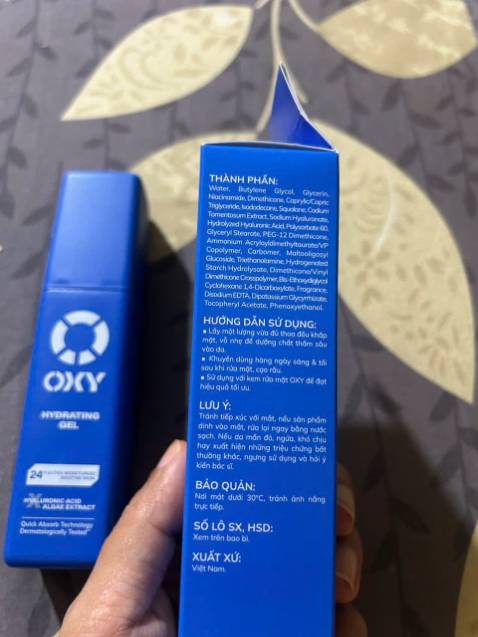 OXY
HYDRATING
GEL
24H EXTRA MOISTURIZE
SOOTHE SKIN
HYALURONIC ACID
X ALGAE EXTRACT
Quick Absorb Technology
Dermatologically Tested
THÀNH PHẦN:
Water, Butylene Glycol, Glycerin,
Niacinamide, Dimethicone, Caprylic/Capric
Triglyceride, Isododecane, Squalane, Codium
Tomentosum Extract, Sodium Hyaluronate,
Hydrolyzed Hyaluronic Acid, Polysorbate 60,
Glyceryl Stearate, PEG-12 Dimethicone,
Ammonium Acryloyldimethyltaurate/VP
Copolymer, Carbomer, Maltooligosyl
Glucoside, Triethanolamine, Hydrogenated
Starch Hydrolysate, Dimethicone/Vinyl
Dimethicone Crosspolymer, Bis-Ethoxydiglycol
Cyclohexane 1,4-Dicarboxylate, Fragrance,
Disodium EDTA, Dipotassium Glycyrrhizate,
Tocopheryl Acetate, Phenoxyethanol.
HƯỚNG DẪN SỬ DỤNG:
• Lấy một lượng vừa đủ thoa đều khắp
mặt, vỗ nhẹ để dưỡng chất thấm sâu
vào da.
• Khuyên dùng hàng ngày sáng & tối
sau khi rửa mặt, cạo râu.
• Sử dụng với kem rửa mặt OXY để đạt
hiệu quả tối ưu.
LƯU Ý:
Tránh tiếp xúc với mắt, nếu sản phẩm
dính vào mắt, rửa lại ngay bằng nước
sạch. Nếu da mẩn đỏ, ngứa, khó chịu
hay xuất hiện những triệu chứng bất
thường khác, ngưng sử dụng và hỏi ý
kiến bác sĩ.
BẢO QUẢN:
Nơi mát dưới 30°C, tránh ánh nắng
trực tiếp.
SỐ LÔ SX, HSD:
Xem trên bao bì.
XUẤT XỨ:
Việt Nam.